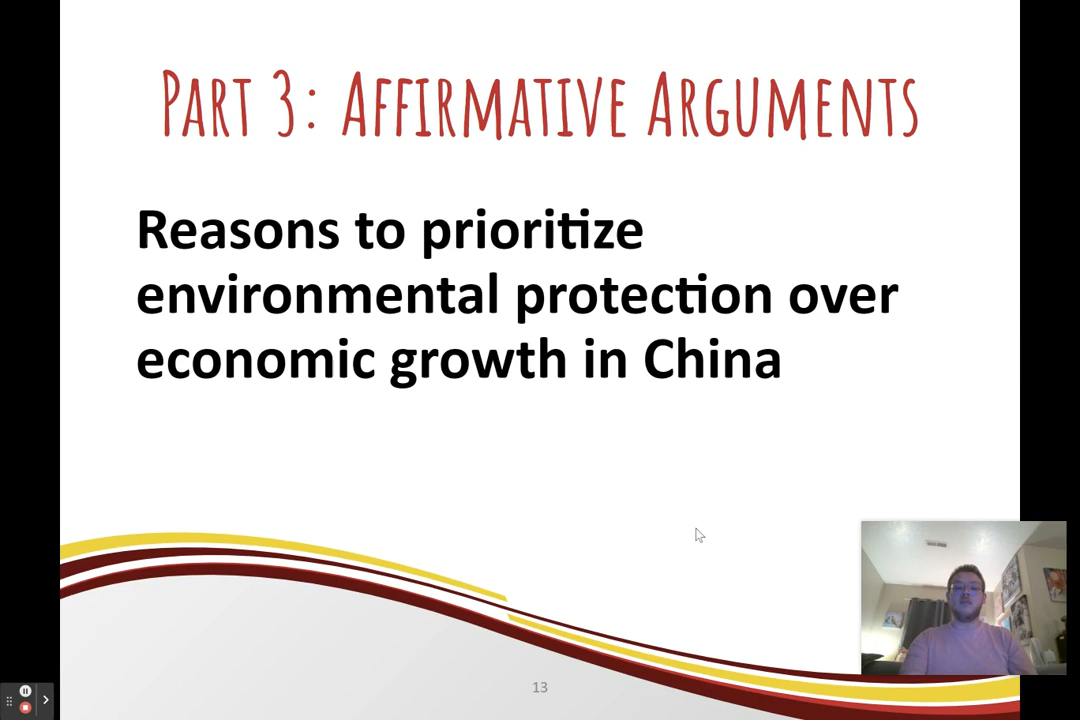 Part 3: Affirmative Arguments
Reasons to prioritize
environmental protection over
economic growth in China
13